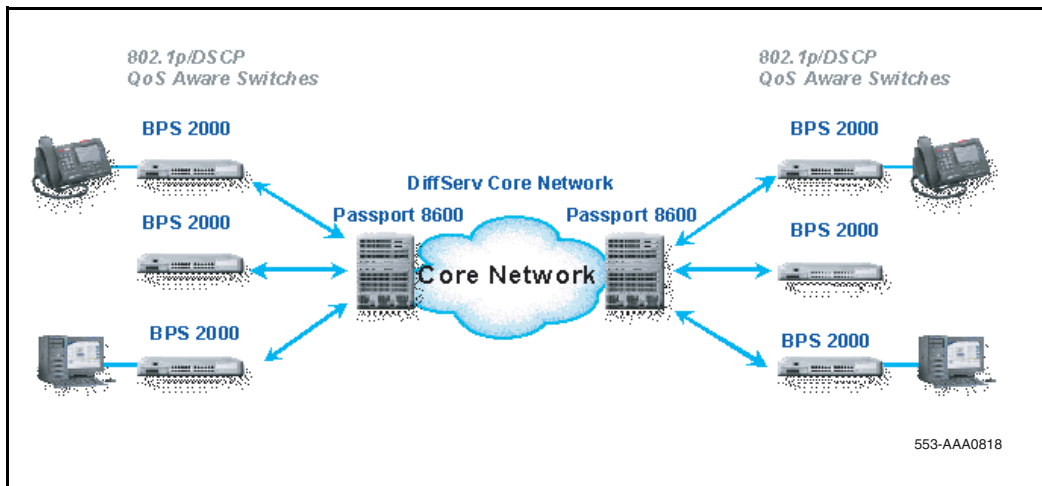 802.1p/DSCP
QoS Aware Switches
802.1p/DSCP
QoS Aware Switches
BPS 2000
BPS 2000
DiffServ Core Network
Passport 8600
Passport 8600
BPS 2000
BPS 2000
Core Network
BPS 2000
BPS 2000
553-AAA0818